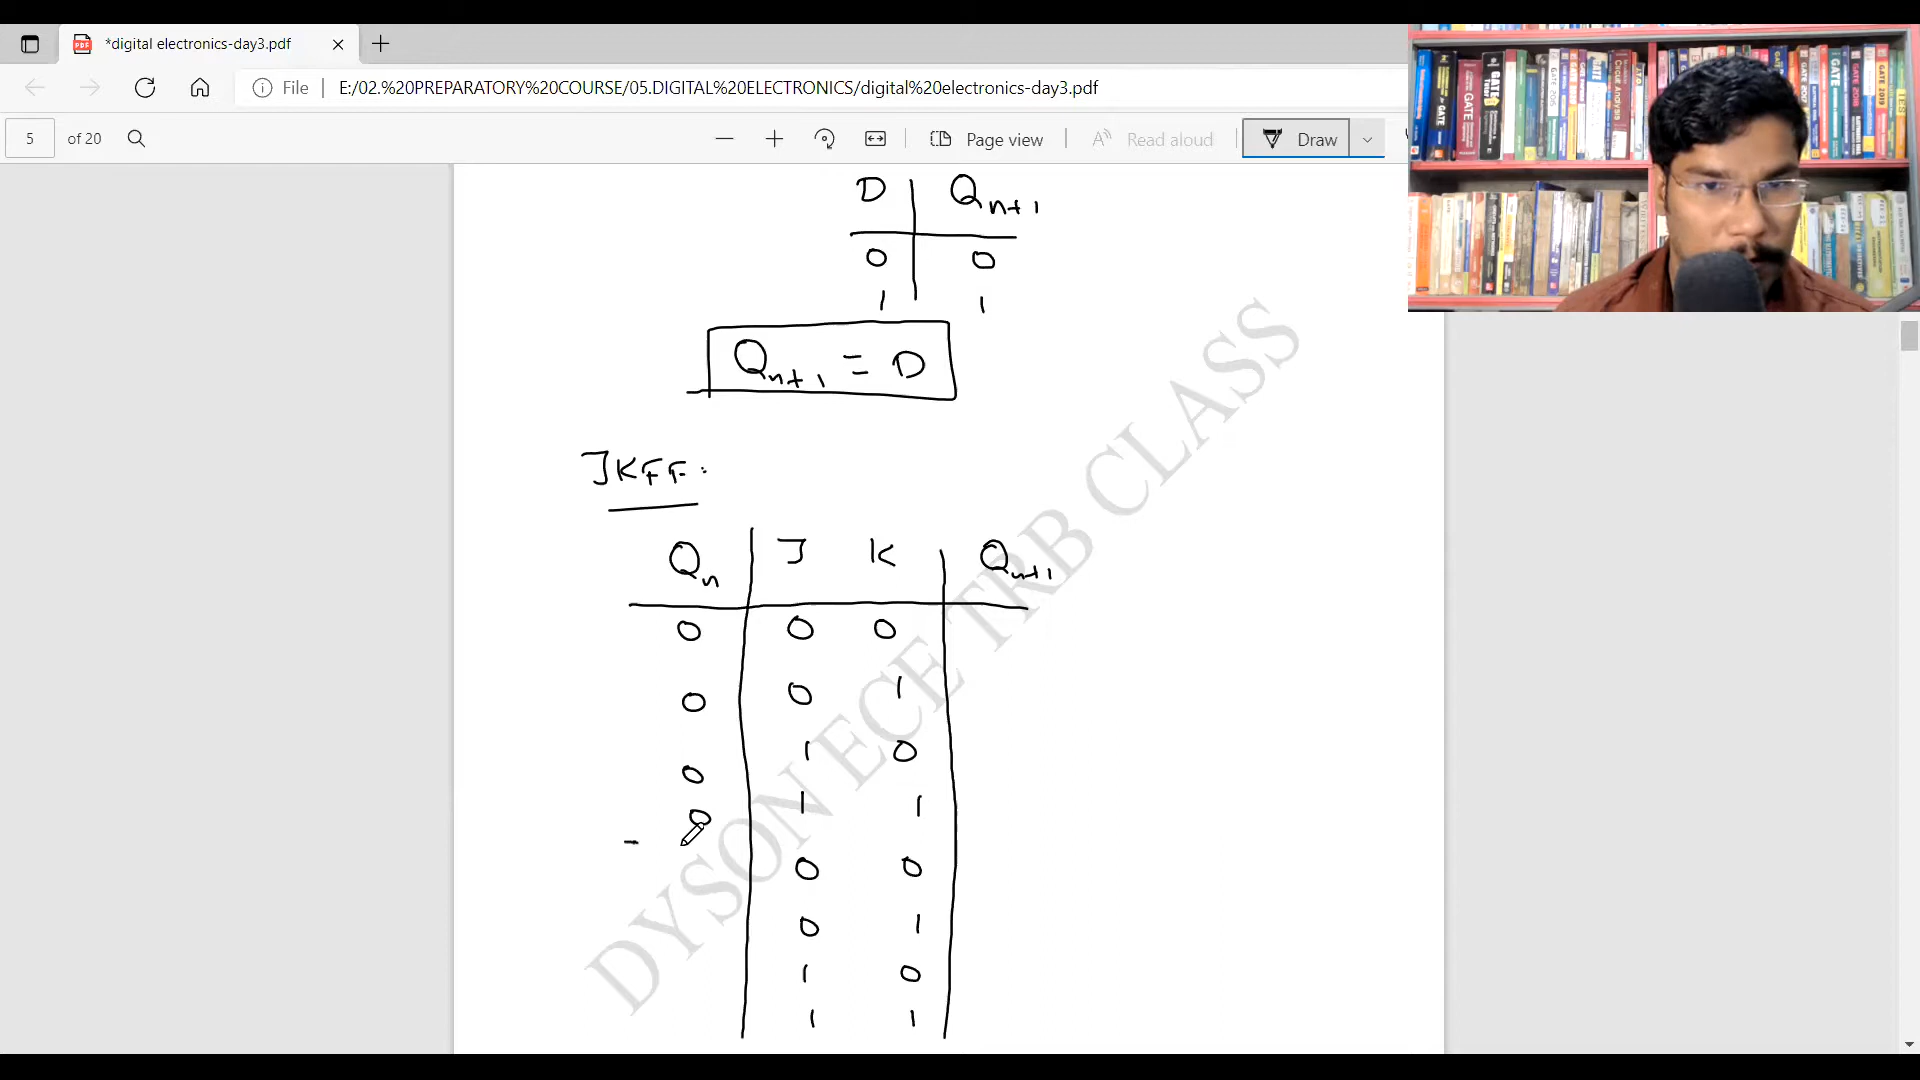 *digital electronics-day3.pdf
File E:/02.%20PREPARATORY%20COURSE/05.DIGITAL%20ELECTRONICS/digital%20electronics-day3.pdf
5 of 20 Page view Read aloud Draw
D Qn+1
0 0
1 1
Qn+1 = D
JKFF:
Qn J K Qn+1
0 0 0
0 0 1
0 1 0
0 1 1
- 0 0
0 1
1 0
1 1
DYSON ECE TRB CLASS